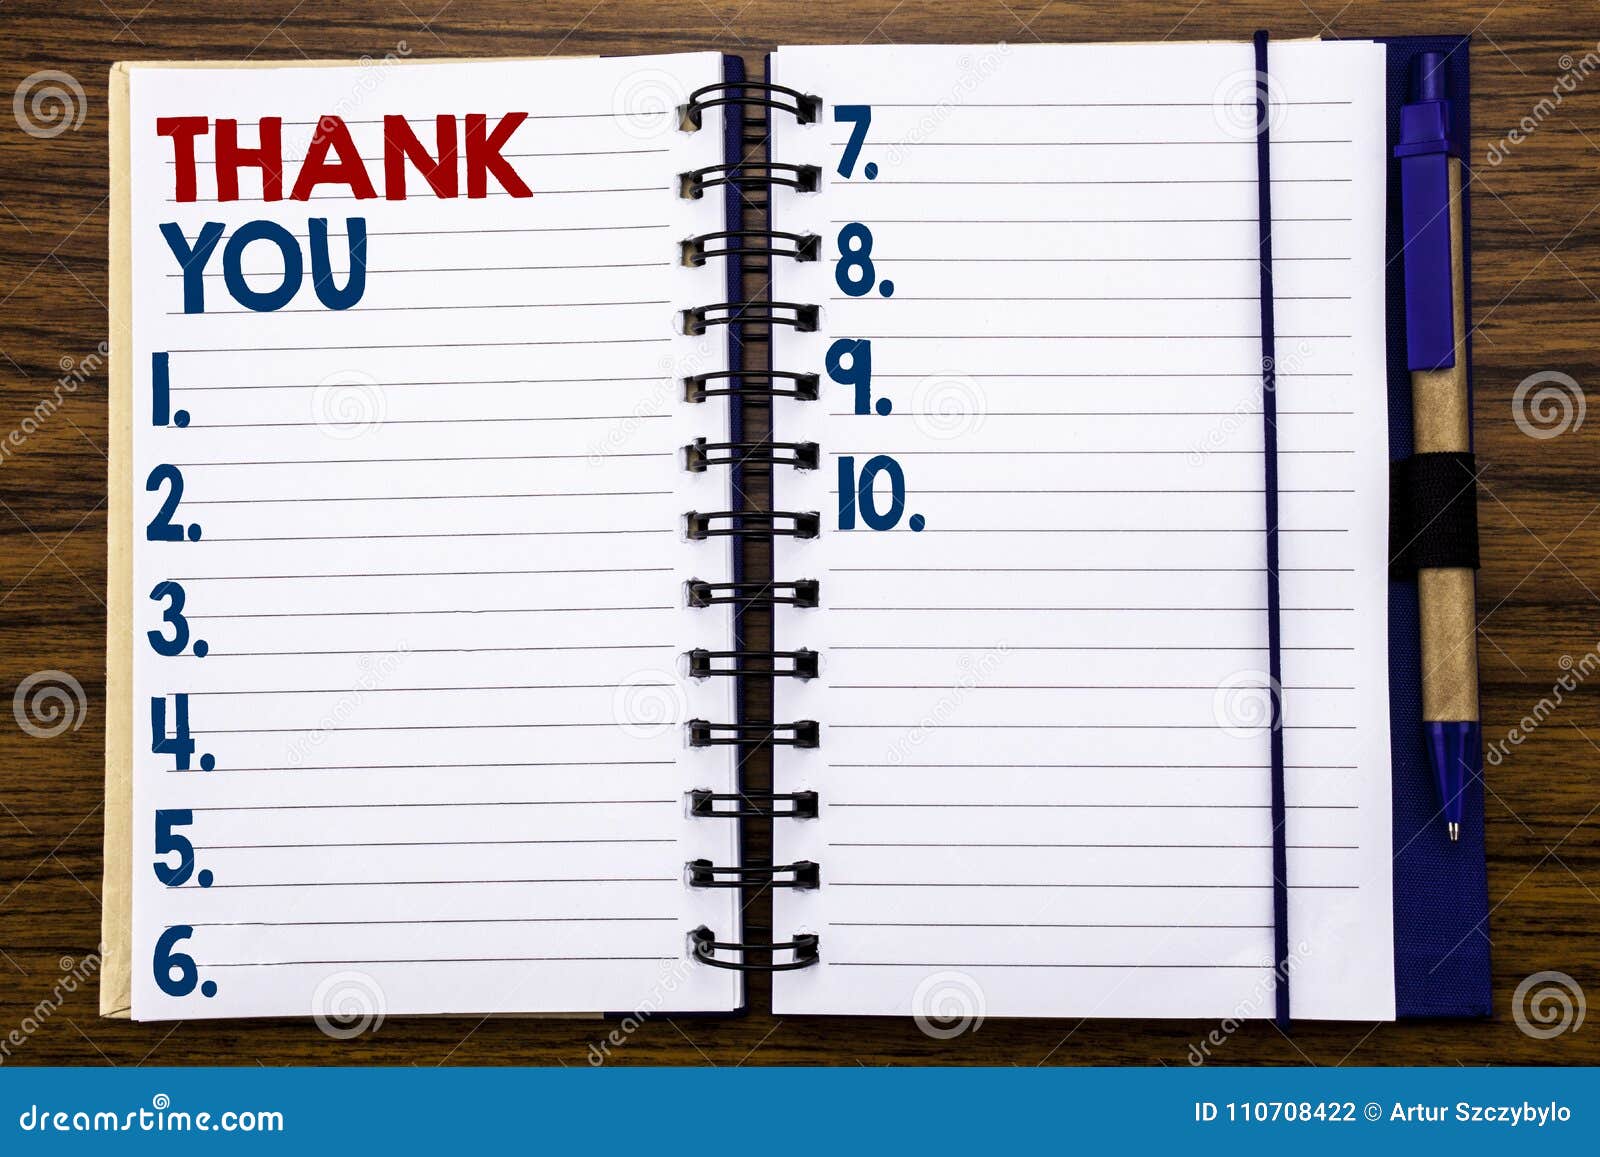 THANK
YOU
1.
2.
3.
4.
5.
6.
7.
8.
9.
10.
dreamstime.com
ID 110708422 © Artur Szczybylo